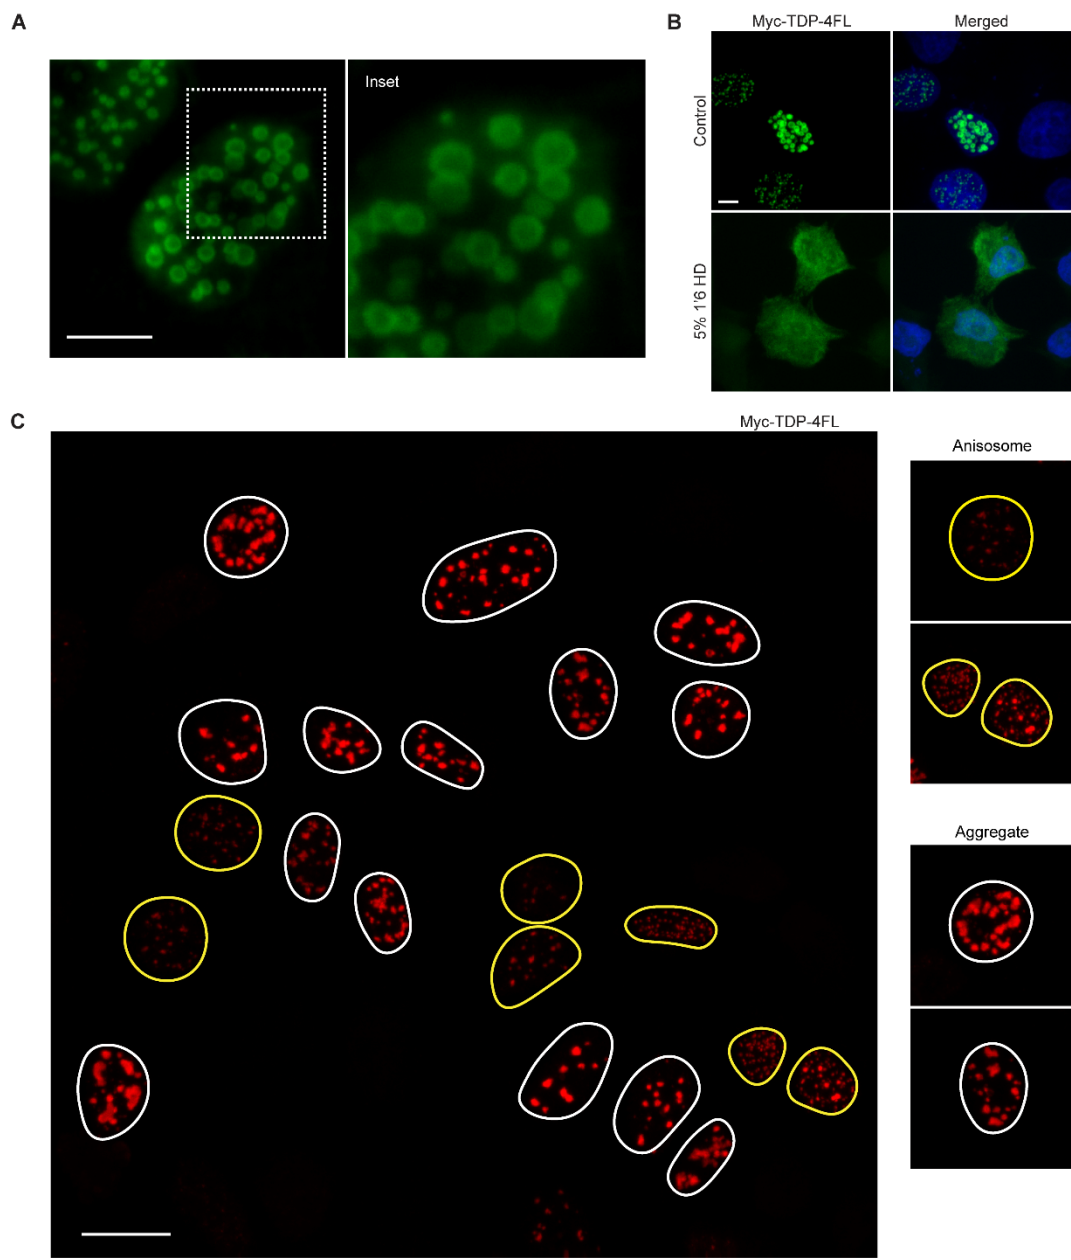 A
B
Myc-TDP-4FL
Merged
Inset
Control
5% 1'6 HD
C
Myc-TDP-4FL
Anisosome
Aggregate